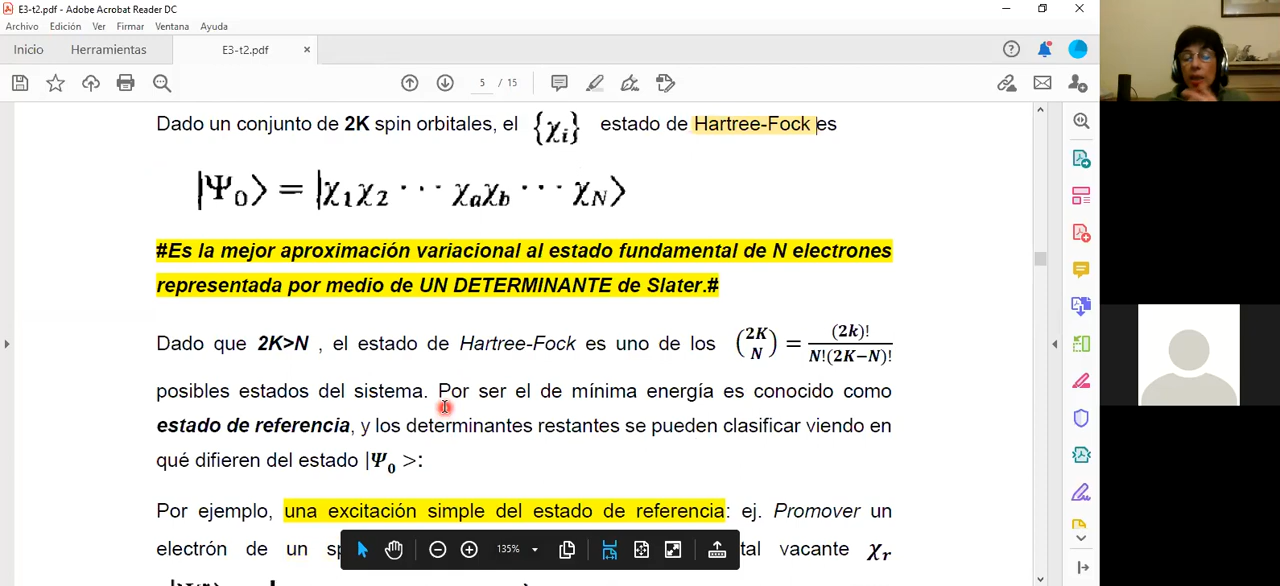 E3-t2.pdf - Adobe Acrobat Reader DC
Archivo Edición Ver Firmar Ventana Ayuda
Inicio Herramientas E3-t2.pdf ×
5 / 15
Dado un conjunto de 2K spin orbitales, el {χi} estado de Hartree-Fock es
|Ψ0⟩ = |χ1χ2 ··· χaχb ··· χN⟩
#Es la mejor aproximación variacional al estado fundamental de N electrones
representada por medio de UN DETERMINANTE de Slater.#
Dado que 2K>N , el estado de Hartree-Fock es uno de los (2K N) = (2k)! / N!(2K−N)!
posibles estados del sistema. Por ser el de mínima energía es conocido como
estado de referencia, y los determinantes restantes se pueden clasificar viendo en
qué difieren del estado |Ψ0 >:
Por ejemplo, una excitación simple del estado de referencia: ej. Promover un
electrón de un vacante χr
135%